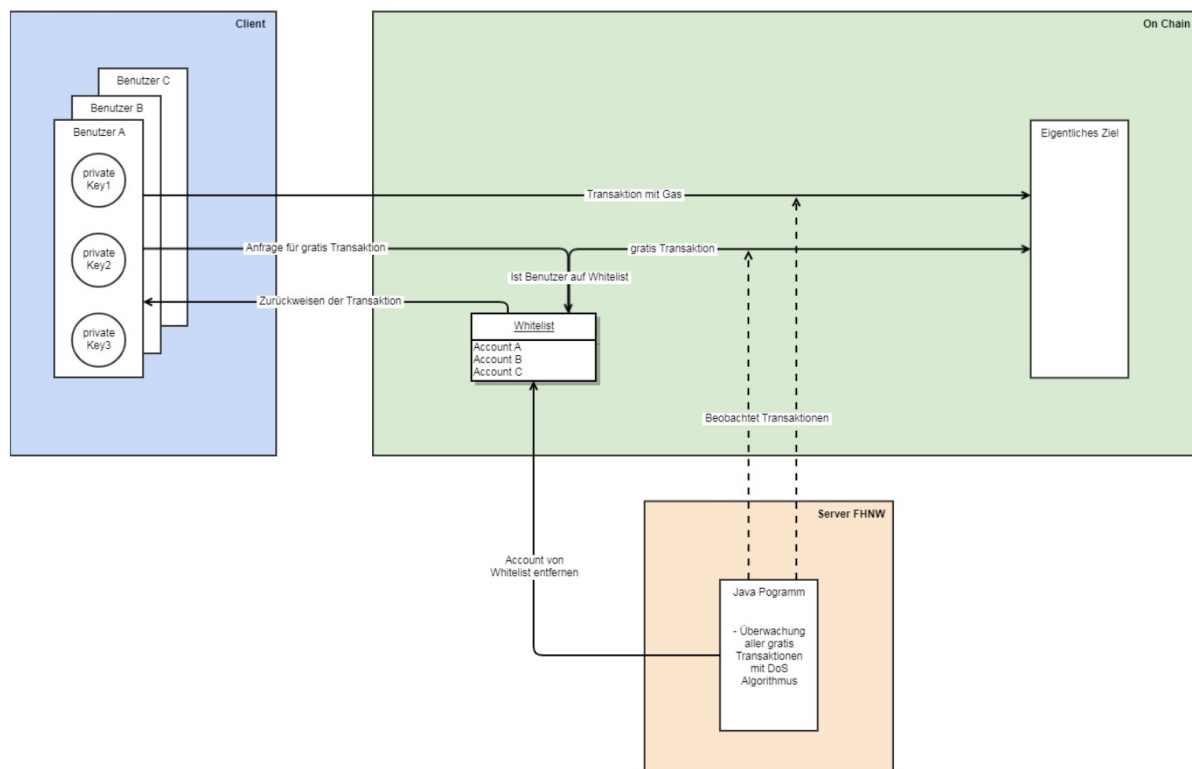 Client
On Chain
Benutzer C
Benutzer B
Benutzer A
private
Key1
private
Key2
private
Key3
Eigentliches Ziel
Transaktion mit Gas
Anfrage für gratis Transaktion
gratis Transaktion
Ist Benutzer auf Whitelist
Zurückweisen der Transaktion
Whitelist
Account A
Account B
Account C
Beobachtet Transaktionen
Server FHNW
Account von
Whitelist entfernen
Java Pogramm
- Überwachung
aller gratis
Transaktionen
mit DoS
Algorithmus